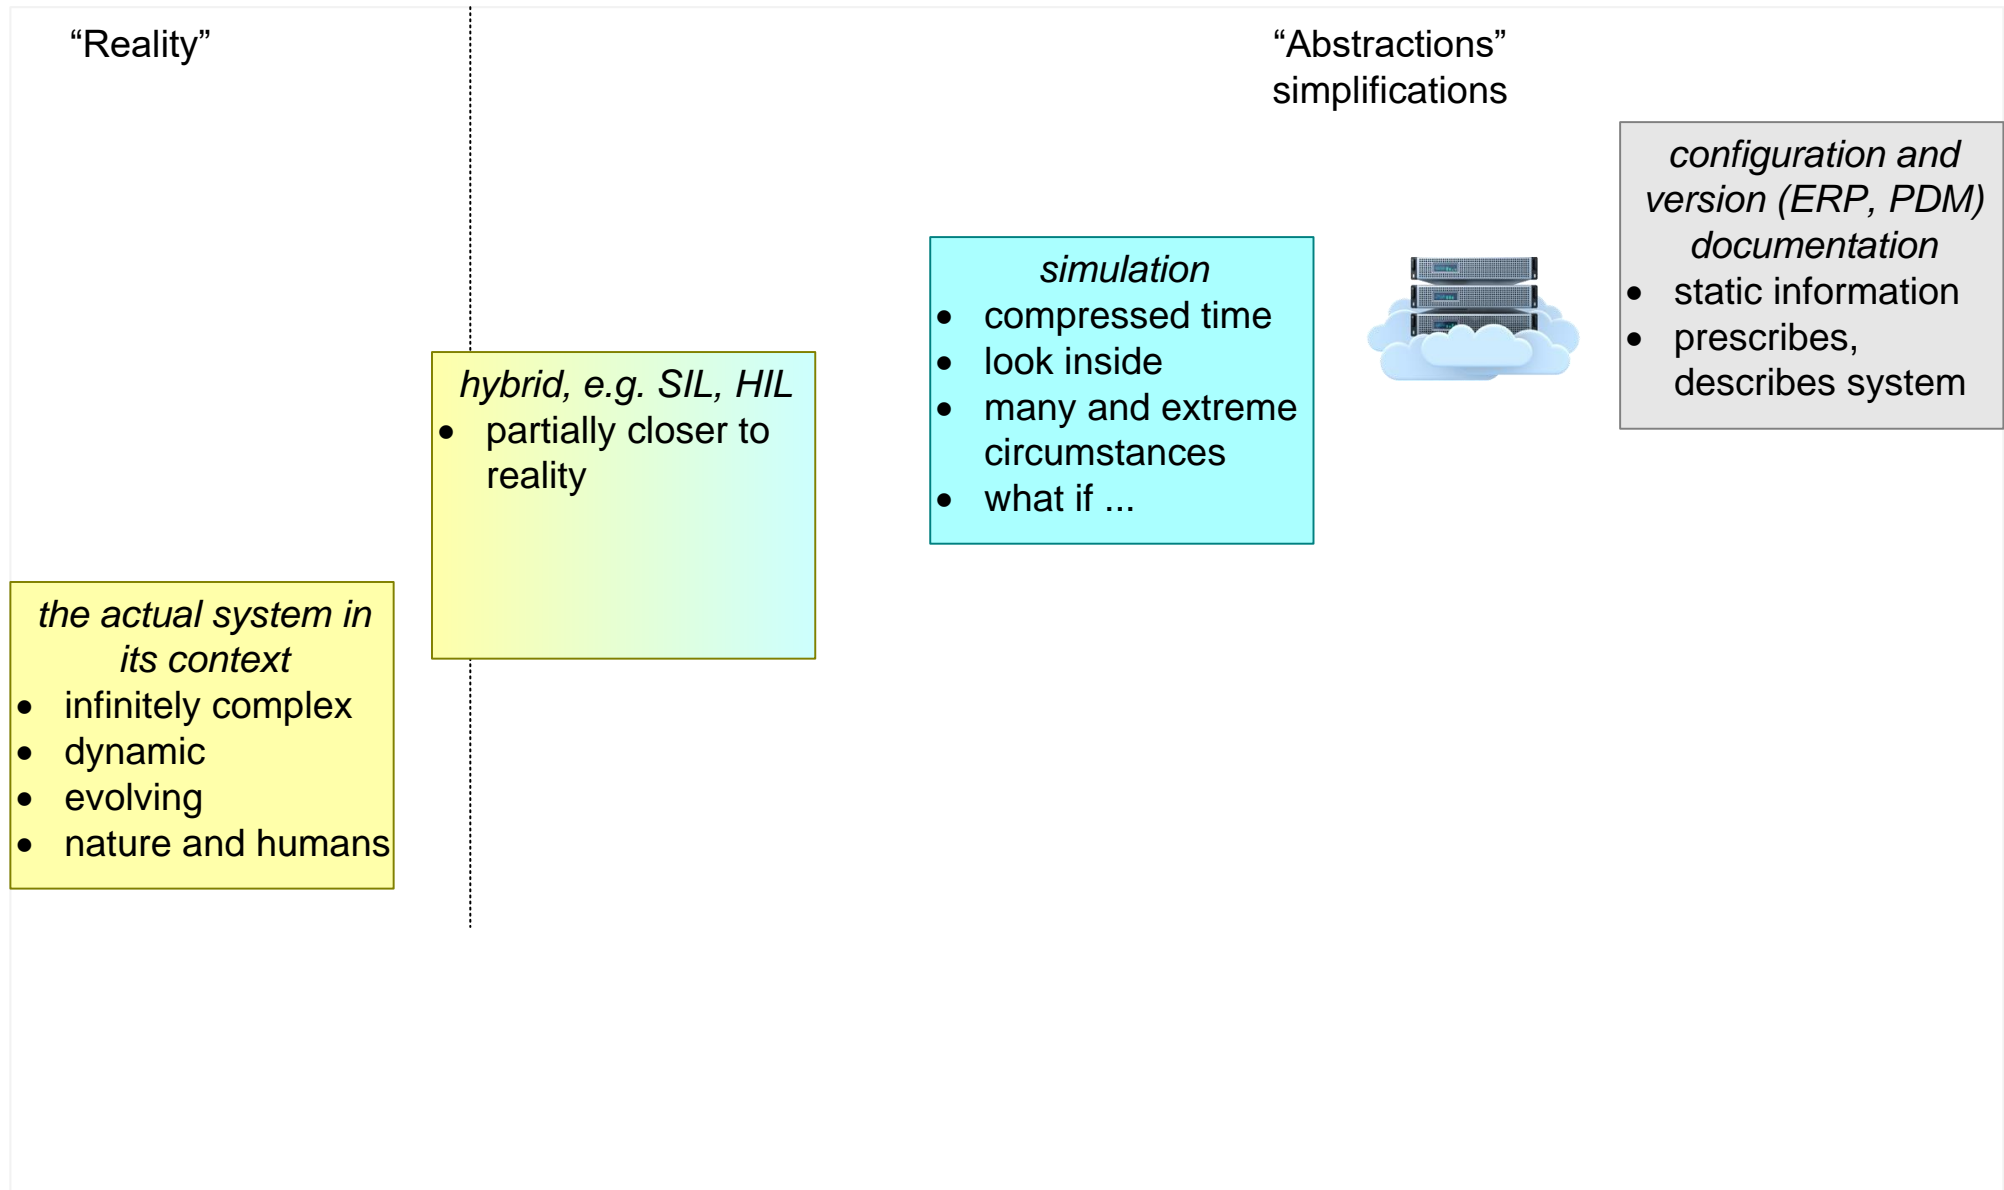 “Reality”
“Abstractions”
simplifications
configuration and
version (ERP, PDM)
documentation
• static information
• prescribes,
describes system
simulation
• compressed time
• look inside
• many and extreme
circumstances
• what if ...
hybrid, e.g. SIL, HIL
• partially closer to
reality
the actual system in
its context
• infinitely complex
• dynamic
• evolving
• nature and humans